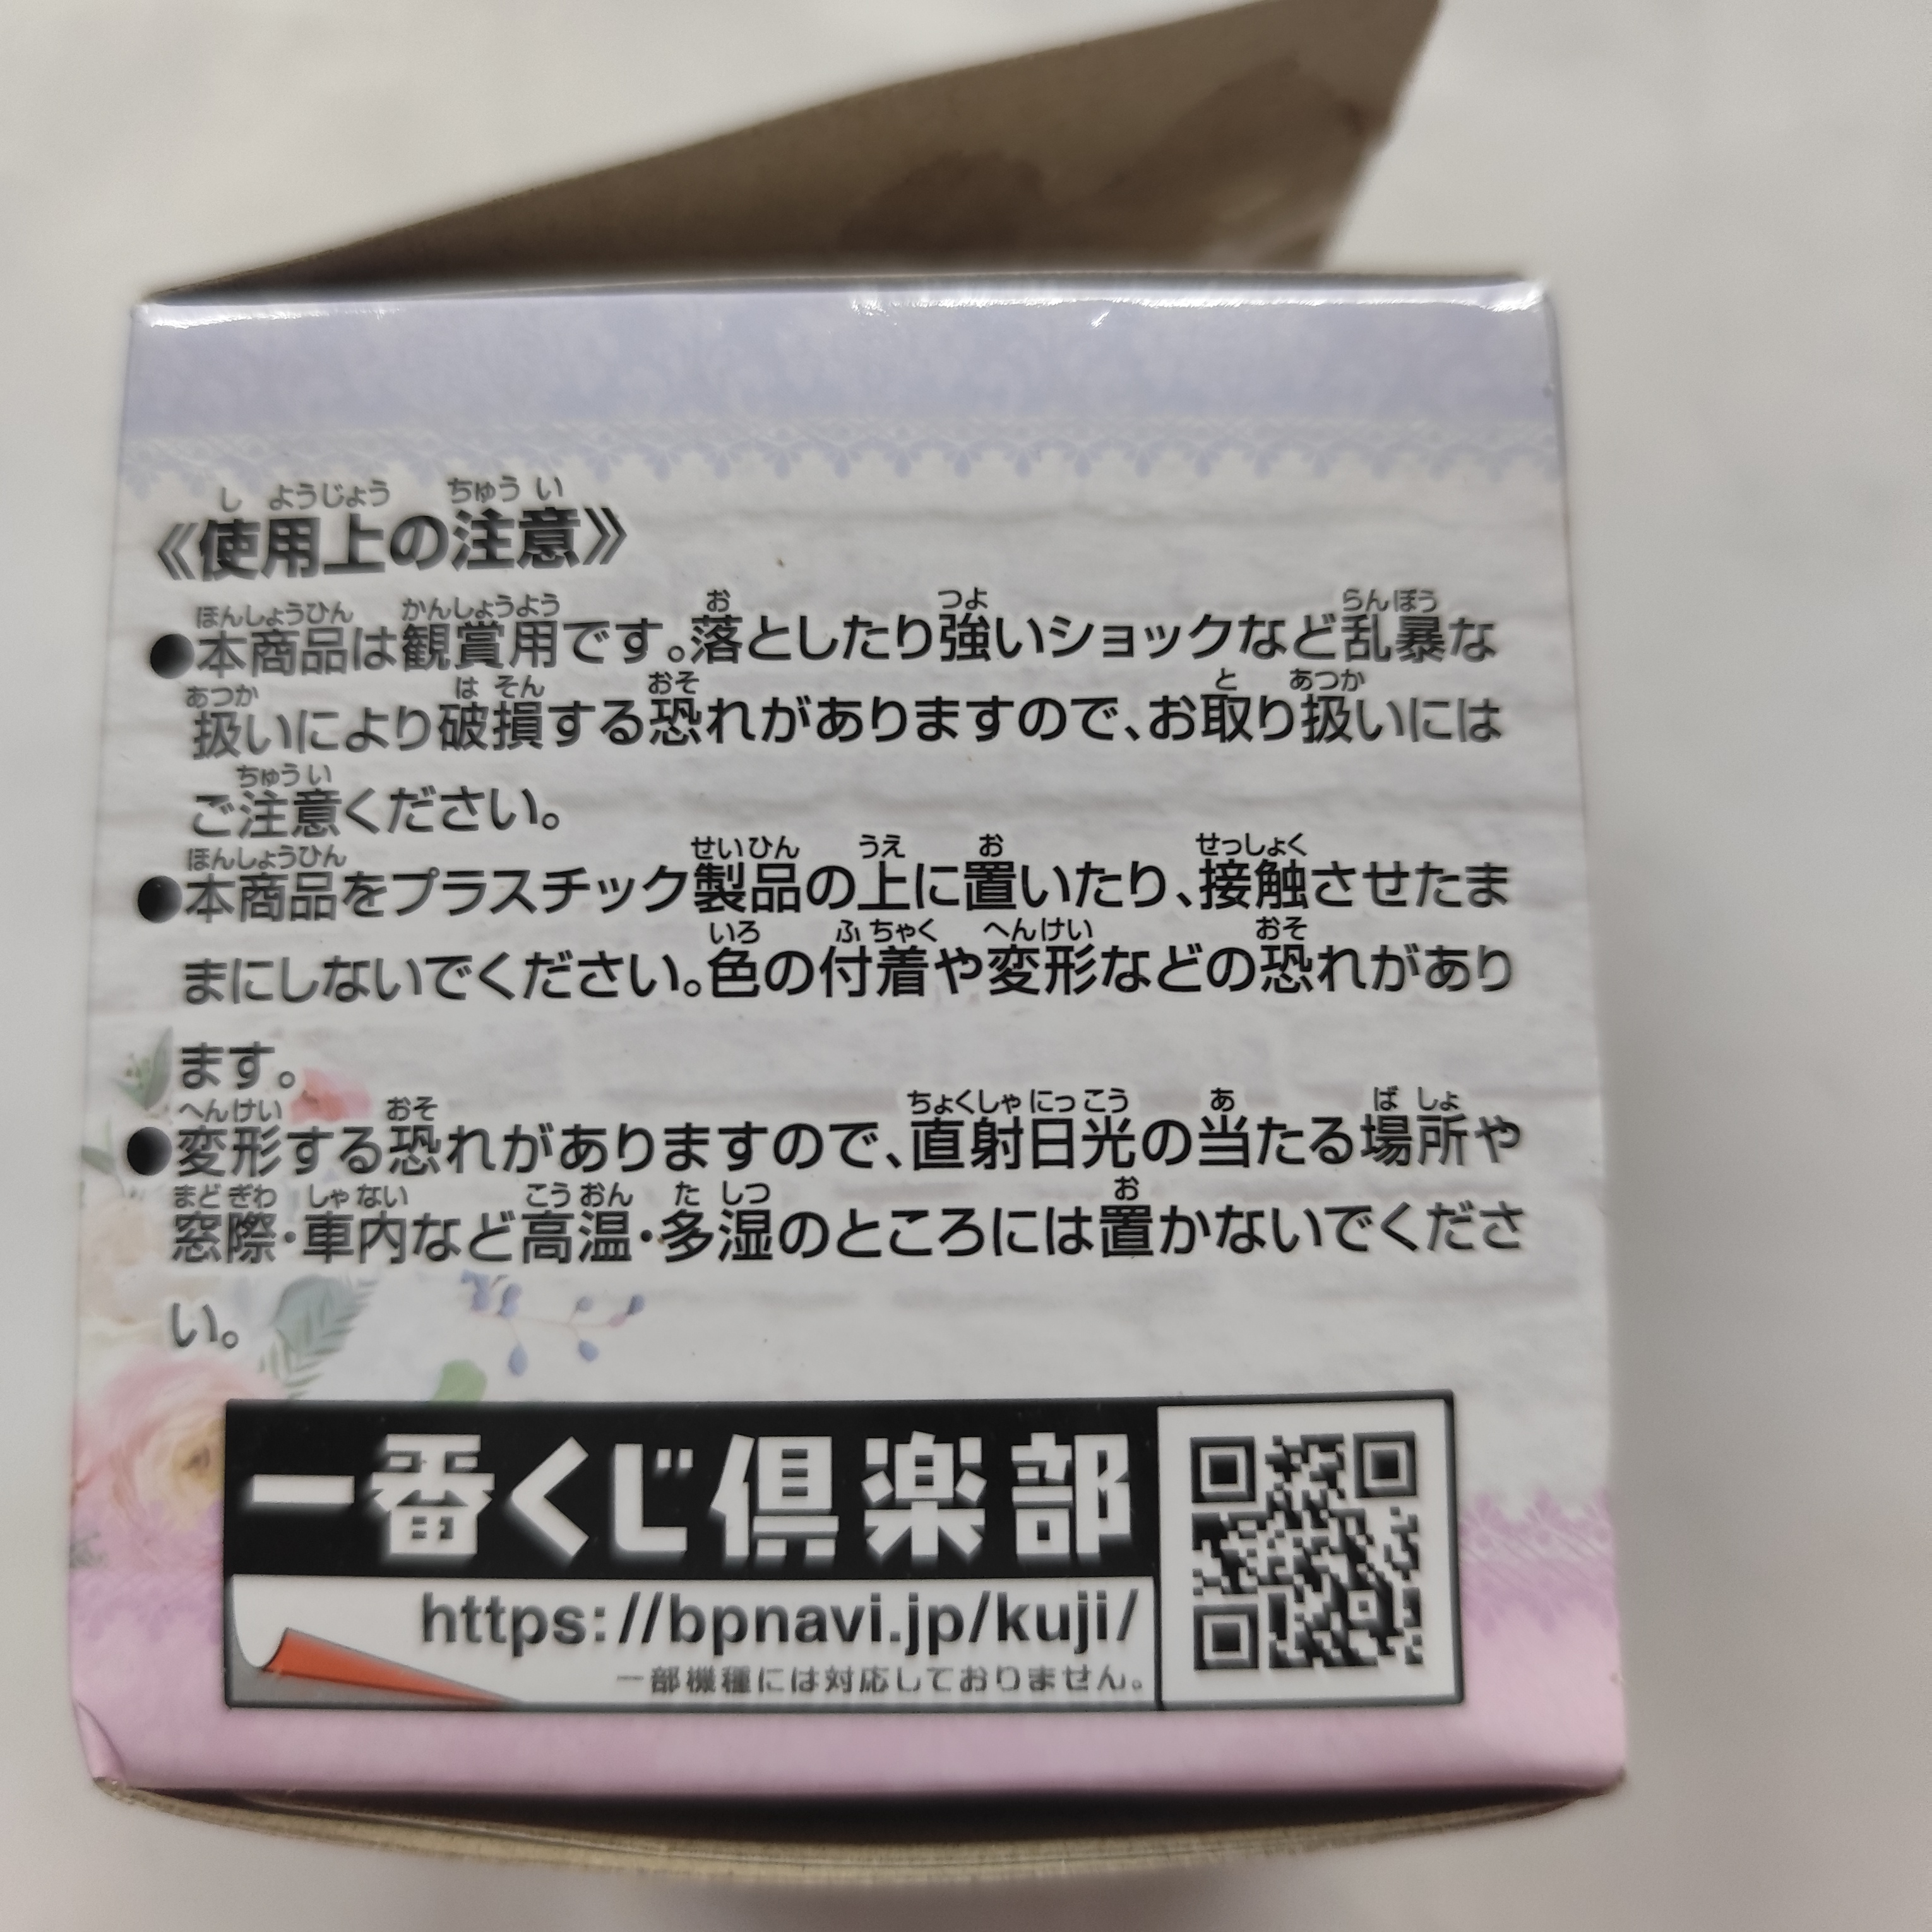 《使用上の注意》
●本商品は観賞用です。落としたり強いショックなど乱暴な
扱いにより破損する恐れがありますので、お取り扱いには
ご注意ください。
●本商品をプラスチック製品の上に置いたり、接触させたま
まにしないでください。色の付着や変形などの恐れがあり
ます。
●変形する恐れがありますので、直射日光の当たる場所や
窓際・車内など高温・多湿のところには置かないでくださ
い。
一番くじ倶楽部
https://bpnavi.jp/kuji/
一部機種には対応しておりません。